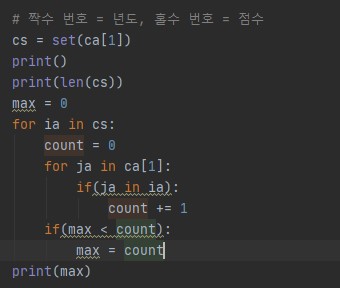 # 짝수 번호 = 년도, 홀수 번호 = 점수
cs = set(ca[1])
print()
print(len(cs))
max = 0
for ia in cs:
    count = 0
    for ja in ca[1]:
        if(ja in ia):
            count += 1
    if(max < count):
        max = count
print(max)